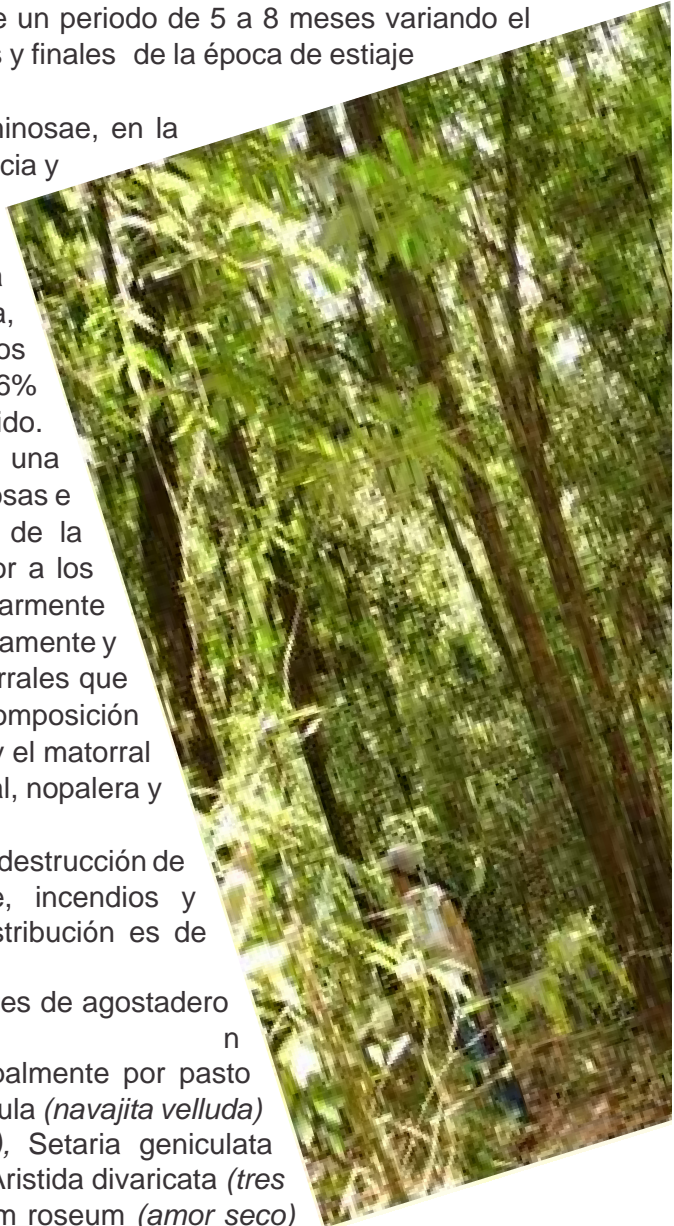 e un periodo de 5 a 8 meses variando el
s y finales de la época de estiaje
minosae, en la
cia y
a
a,
os
6%
ido.
una
osas e
de la
or a los
armente
amente y
rrales que
omposición
y el matorral
al, nopalera y
destrucción de
e, incendios y
stribución es de
es de agostadero
n
palmente por pasto
ula (navajita velluda)
), Setaria geniculata
Aristida divaricata (tres
m roseum (amor seco)